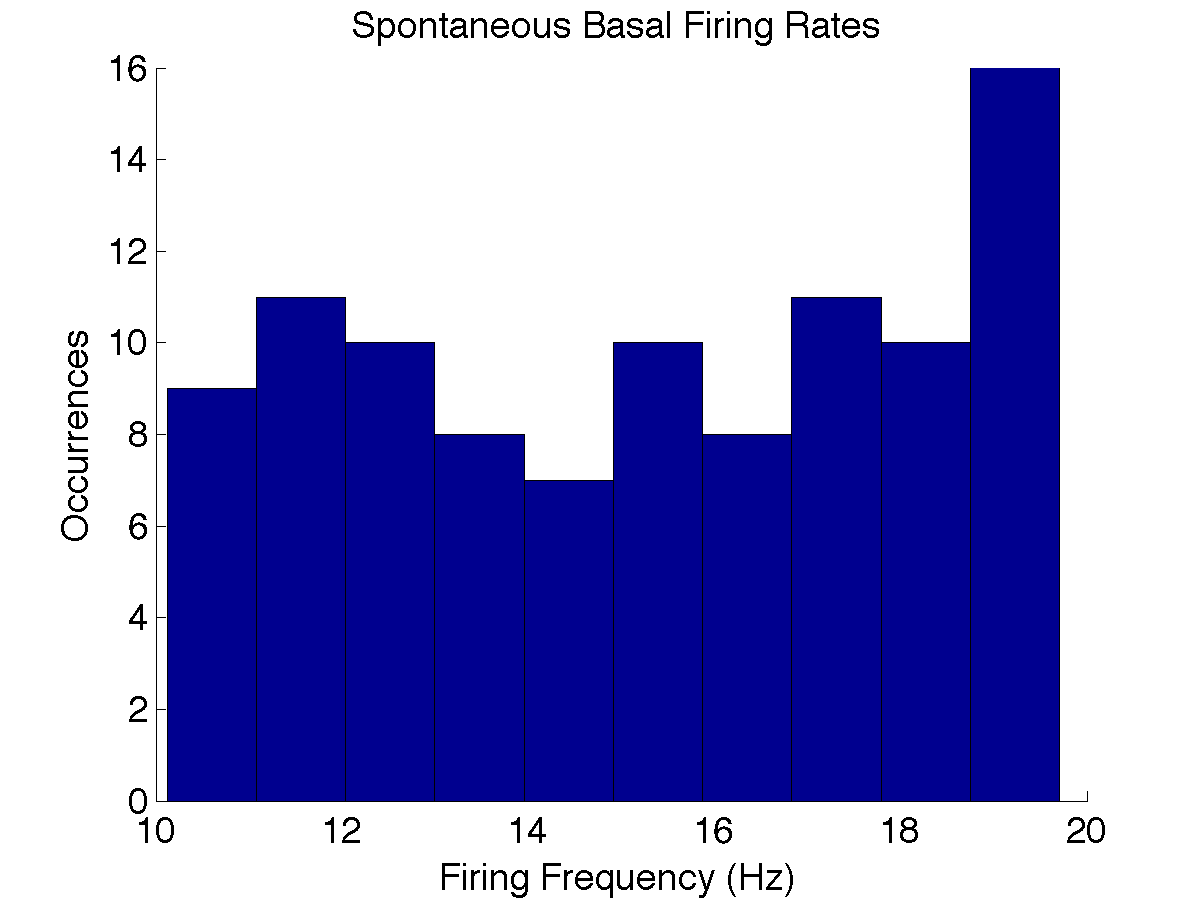 Spontaneous Basal Firing Rates
16
14
12
10
8
6
4
2
0
Occurrences
10 12 14 16 18 20
Firing Frequency (Hz)